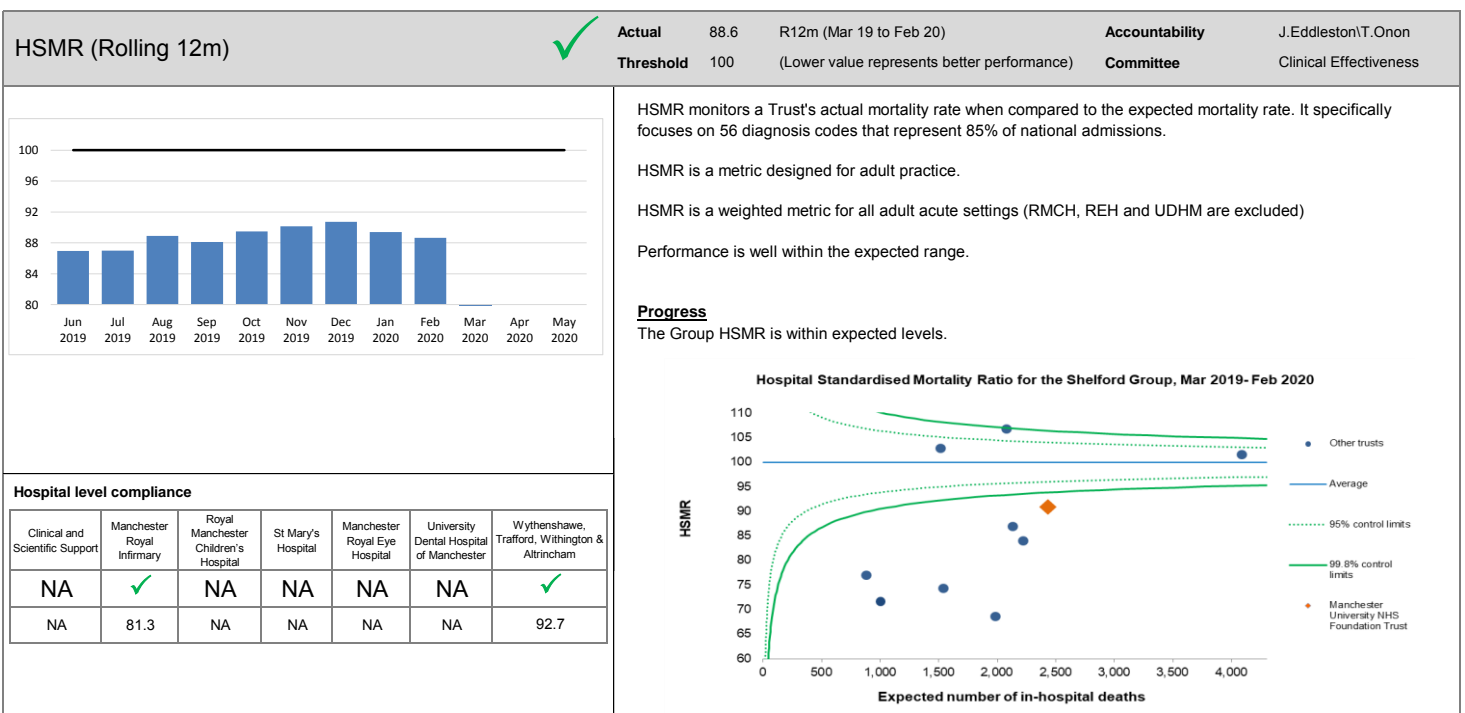 HSMR (Rolling 12m)
Actual 88.6 R12m (Mar 19 to Feb 20) Accountability J.Eddleston\T.Onon
Threshold 100 (Lower value represents better performance) Committee Clinical Effectiveness
100
96
92
88
84
80
Jun Jul Aug Sep Oct Nov Dec Jan Feb Mar Apr May
2019 2019 2019 2019 2019 2019 2019 2020 2020 2020 2020 2020
Hospital level compliance
Clinical and Scientific Support
Manchester Royal Infirmary
Royal Manchester Children's Hospital
St Mary's Hospital
Manchester Royal Eye Hospital
University Dental Hospital of Manchester
Wythenshawe, Trafford, Withington & Altrincham
NA ✓ NA NA NA NA ✓
NA 81.3 NA NA NA NA 92.7
HSMR monitors a Trust's actual mortality rate when compared to the expected mortality rate. It specifically
focuses on 56 diagnosis codes that represent 85% of national admissions.
HSMR is a metric designed for adult practice.
HSMR is a weighted metric for all adult acute settings (RMCH, REH and UDHM are excluded)
Performance is well within the expected range.
Progress
The Group HSMR is within expected levels.
Hospital Standardised Mortality Ratio for the Shelford Group, Mar 2019- Feb 2020
HSMR
110
105
100
95
90
85
80
75
70
65
60
0 500 1,000 1,500 2,000 2,500 3,000 3,500 4,000
Expected number of in-hospital deaths
Other trusts
Average
95% control limits
99.8% control
limits
Manchester
University NHS
Foundation Trust